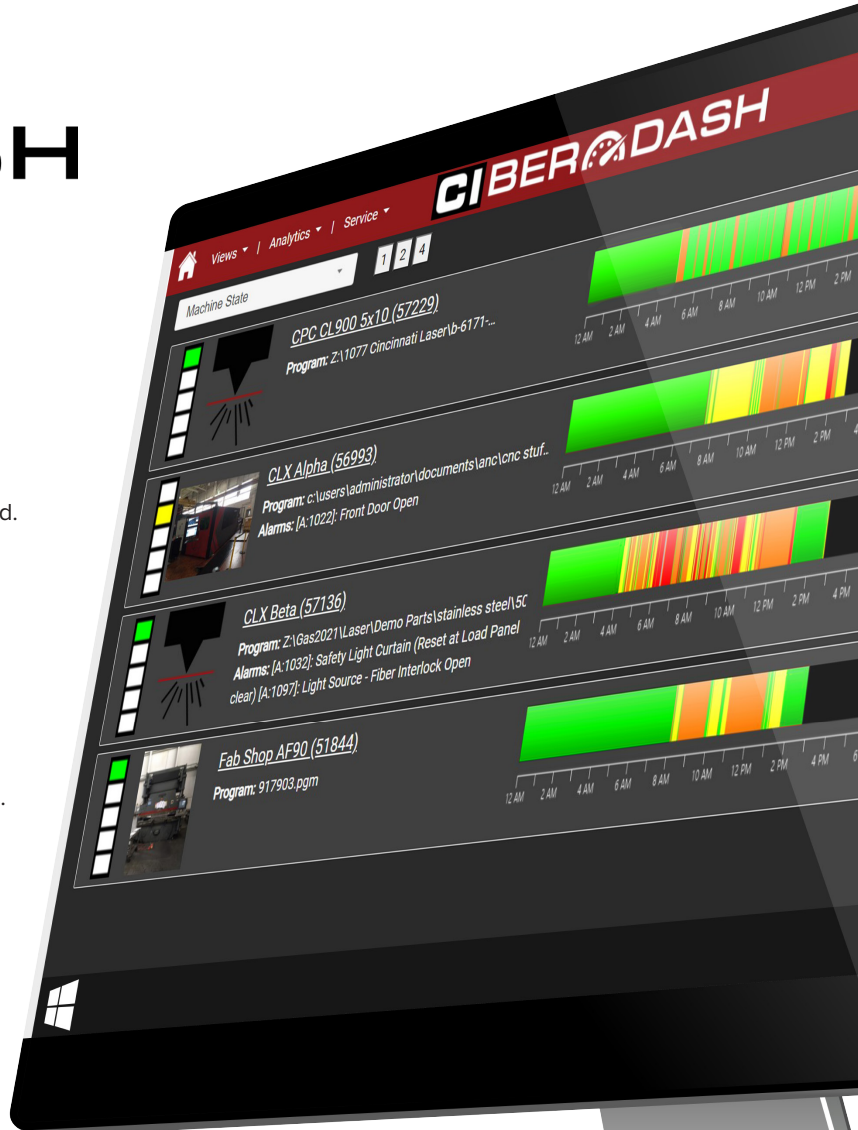 H
d.
.
CIBERDASH
Views | Analytics | Service
Machine State
1 2 4
CPC CL900 5x10 (57229)
Program: Z:\1077 Cincinnati Laser\b-6171-...
12 AM 2 AM 4 AM 6 AM 8 AM 10 AM 12 PM 2 PM
CLX Alpha (56993)
Program: c:\users\administrator\documents\anc\cnc stuf..
Alarms: [A:1022]: Front Door Open
12 AM 2 AM 4 AM 6 AM 8 AM 10 AM 12 PM 2 PM 4
CLX Beta (57136)
Program: Z:\Gas2021\Laser\Demo Parts\stainless steel\50
Alarms: [A:1032]: Safety Light Curtain (Reset at Load Panel
clear) [A:1097]: Light Source - Fiber Interlock Open
12 AM 2 AM 4 AM 6 AM 8 AM 10 AM 12 PM 2 PM 4 PM
Fab Shop AF90 (51844)
Program: 917903.pgm
12 AM 2 AM 4 AM 6 AM 8 AM 10 AM 12 PM 2 PM 4 PM 6